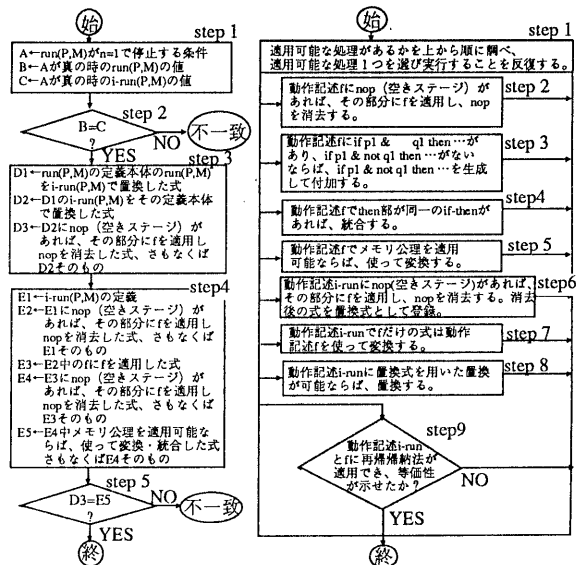 始
step 1
A←run(P,M)がn=1で停止する条件
B←Aが真の時のrun(P,M)の値
C←Aが真の時のi-run(P,M)の値
step 2
B=C
?
NO
不一致
YES
step 3
D1←run(P,M)の定義本体のrun(P,M)
をi-run(P,M)で置換した式
D2←D1のi-run(P,M)をその定義本体
で置換した式
D3←D2にnop（空きステージ）が
あれば、その部分にfを適用し
nopを消去した式、さもなくば
D2そのもの
step4
E1←i-run(P,M)の定義
E2←E1にnop（空きステージ）が
あれば、その部分にfを適用し
nopを消去した式、さもなくば
E1そのもの
E3←E2中のfにfを適用した式
E4←E3にnop（空きステージ）が
あれば、その部分にfを適用し
nopを消去した式、さもなくば
E3そのもの
E5←E4中メモリ公理を適用可能な
らば、使って変換・統合した式
さもなくばE4そのもの
step 5
D3=E5
?
NO
不一致
YES
終
始
step 1
適用可能な処理があるかを上から順に調べ、
適用可能な処理１つを選び実行することを反復する。
step 2
動作記述fにnop（空きステージ）が
あれば、その部分にfを適用し、nop
を消去する。
step 3
動作記述fにif p1 & q1 then …が
あり、if p1 & not q1 then …がない
ならば、if p1 & not q1 then …を生成
して付加する。
step4
動作記述fでthen部が同一のif-thenが
あれば、統合する。
step 5
動作記述fでメモリ公理を適用
可能ならば、使って変換する。
step6
動作記述i-runにnop(空きステージ)があれば、
その部分にfを適用し、nopを消去する。消去
後の式を置換式として登録。
step 7
動作記述i-runでfだけの式は動作
記述fを使って変換する。
step 8
動作記述i-runに置換式を用いた置換
が可能ならば、置換する。
step9
動作記述i-run
とfに再帰帰納法が
適用でき、等価性
が示せたか？
NO
YES
終